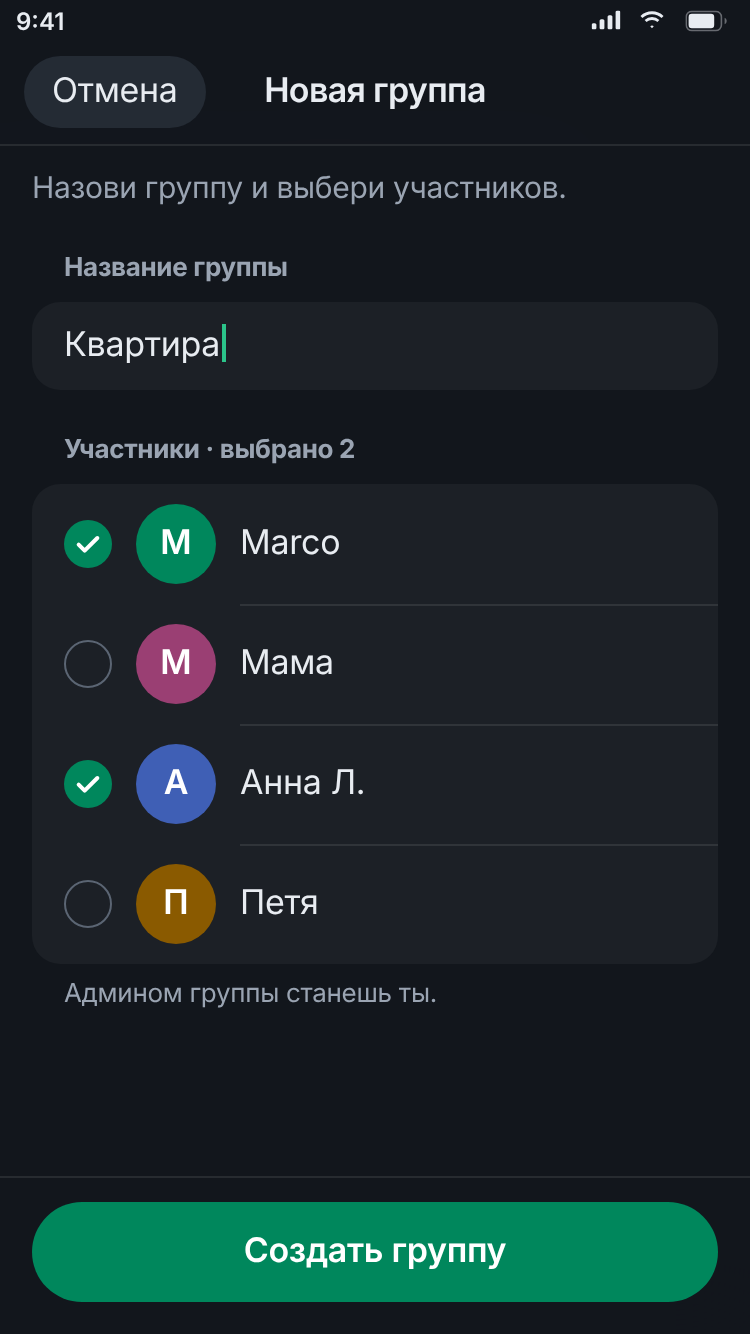 9:41
Отмена
Новая группа
Назови группу и выбери участников.
Название группы
Квартира
Участники · выбрано 2
M Marco
М Мама
А Анна Л.
П Петя
Админом группы станешь ты.
Создать группу